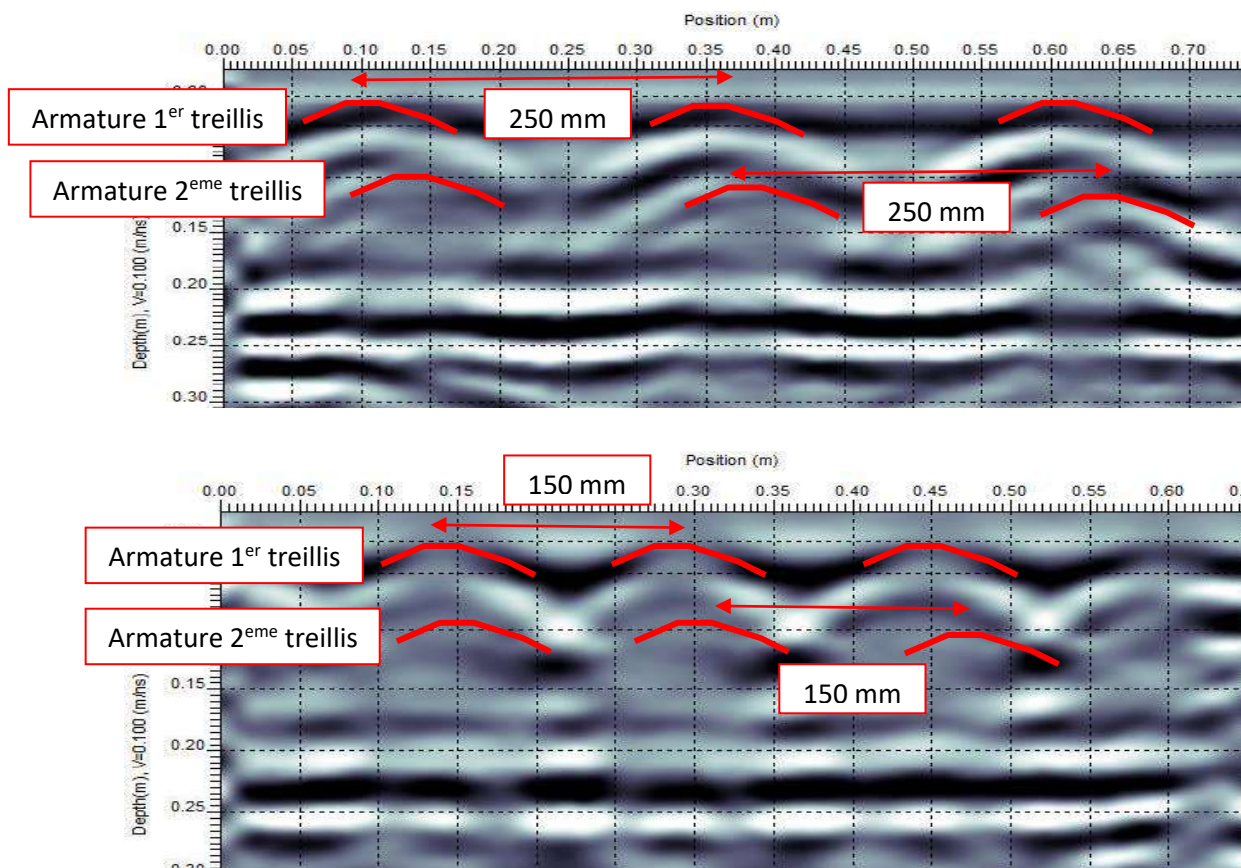 Position (m)
0.00 0.05 0.10 0.15 0.20 0.25 0.30 0.35 0.40 0.45 0.50 0.55 0.60 0.65 0.70
Armature 1er treillis
250 mm
Armature 2eme treillis
250 mm
Depth(m), V=0.100 (m/ns)
0.15
0.20
0.25
0.30
Position (m)
150 mm
0.00 0.05 0.10 0.15 0.30 0.35 0.40 0.45 0.50 0.55 0.60
Armature 1er treillis
Armature 2eme treillis
150 mm
Depth(m), V=0.100 (m/ns)
0.15
0.20
0.25